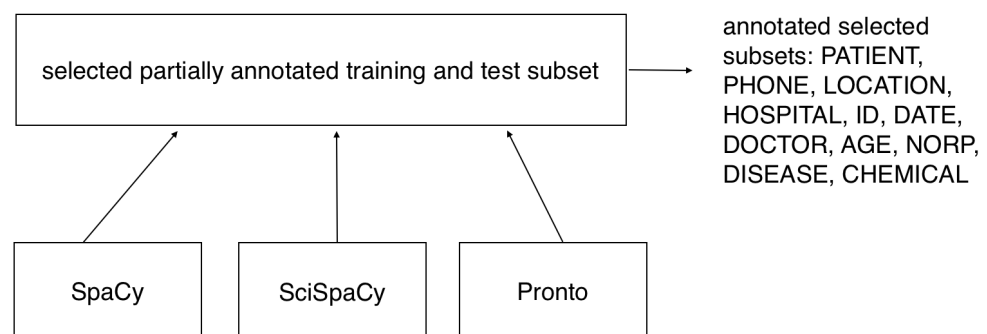 selected partially annotated training and test subset
annotated selected
subsets: PATIENT,
PHONE, LOCATION,
HOSPITAL, ID, DATE,
DOCTOR, AGE, NORP,
DISEASE, CHEMICAL
SpaCy
SciSpaCy
Pronto